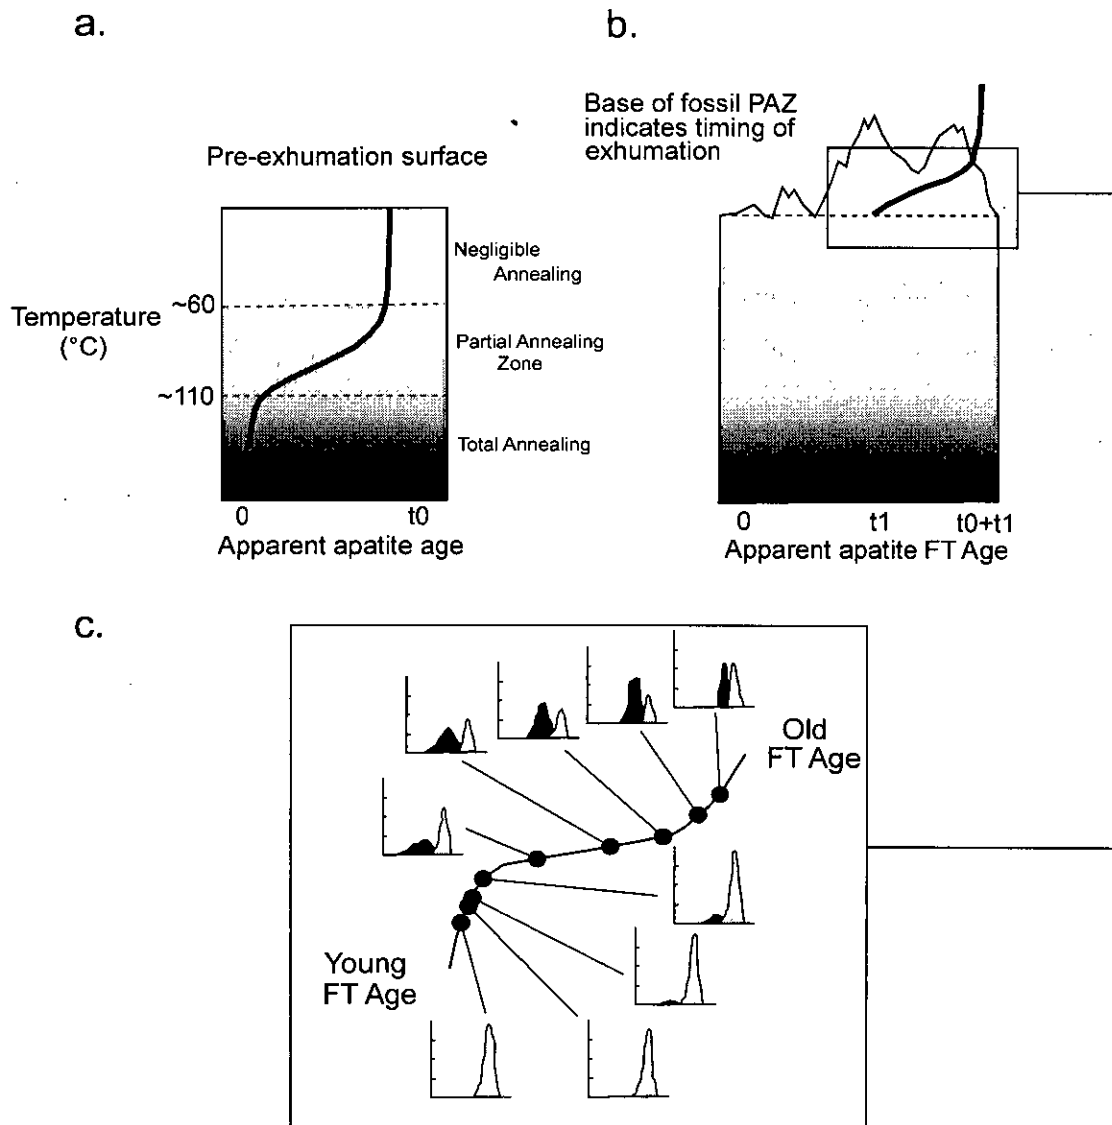 a.
Pre-exhumation surface
Temperature
(°C)
~60
~110
Negligible
Annealing
Partial Annealing
Zone
Total Annealing
0 t0
Apparent apatite age
b.
Base of fossil PAZ
indicates timing of
exhumation
0 t1 t0+t1
Apparent apatite FT Age
c.
Old
FT Age
Young
FT Age